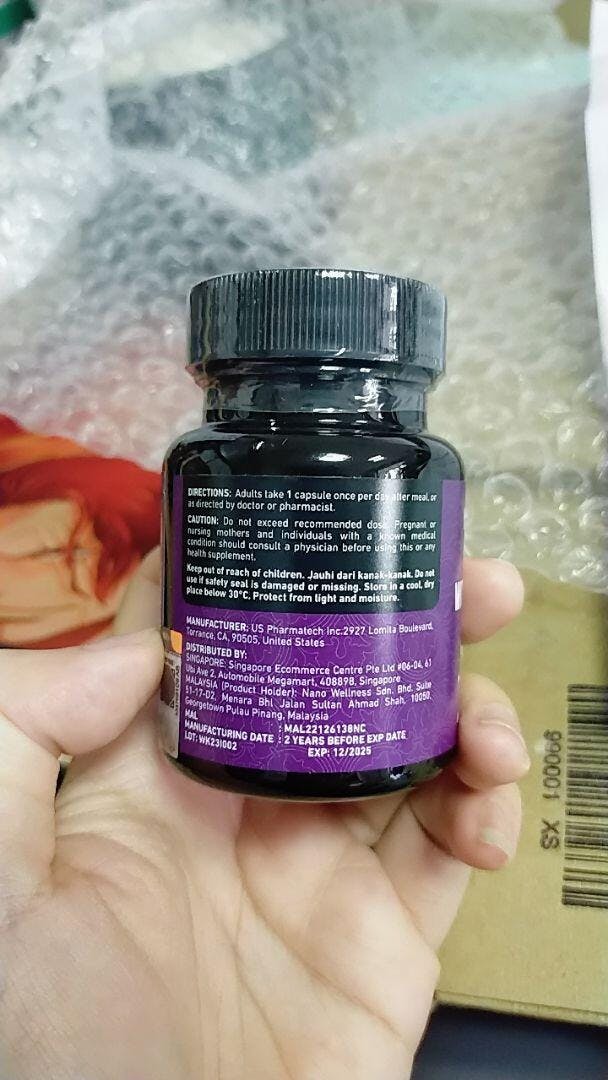 DIRECTIONS: Adults take 1 capsule once per day after meal, or
as directed by doctor or pharmacist.
CAUTION: Do not exceed recommended dose. Pregnant or
nursing mothers and individuals with a known medical
condition should consult a physician before using this or any
health supplement.
Keep out of reach of children. Jauhi dari kanak-kanak. Do not
use if safety seal is damaged or missing. Store in a cool, dry
place below 30°C. Protect from light and moisture.
MANUFACTURER: US Pharmatech Inc.2927 Lomita Boulevard,
Torrance, CA, 90505, United States
DISTRIBUTED BY:
SINGAPORE: Singapore Ecommerce Centre Pte Ltd #06-04, 61
Ubi Ave 2, Automobile Megamart, 408898, Singapore
MALAYSIA (Product Holder): Nano Wellness Sdn. Bhd. Suite
51-17-D2, Menara Bhl Jalan Sultan Ahmad Shah, 10050,
Georgetown Pulau Pinang, Malaysia
MAL : MAL22126138NC
MANUFACTURING DATE : 2 YEARS BEFORE EXP DATE
LOT: WK23I002 EXP: 12/2025
SX 100066